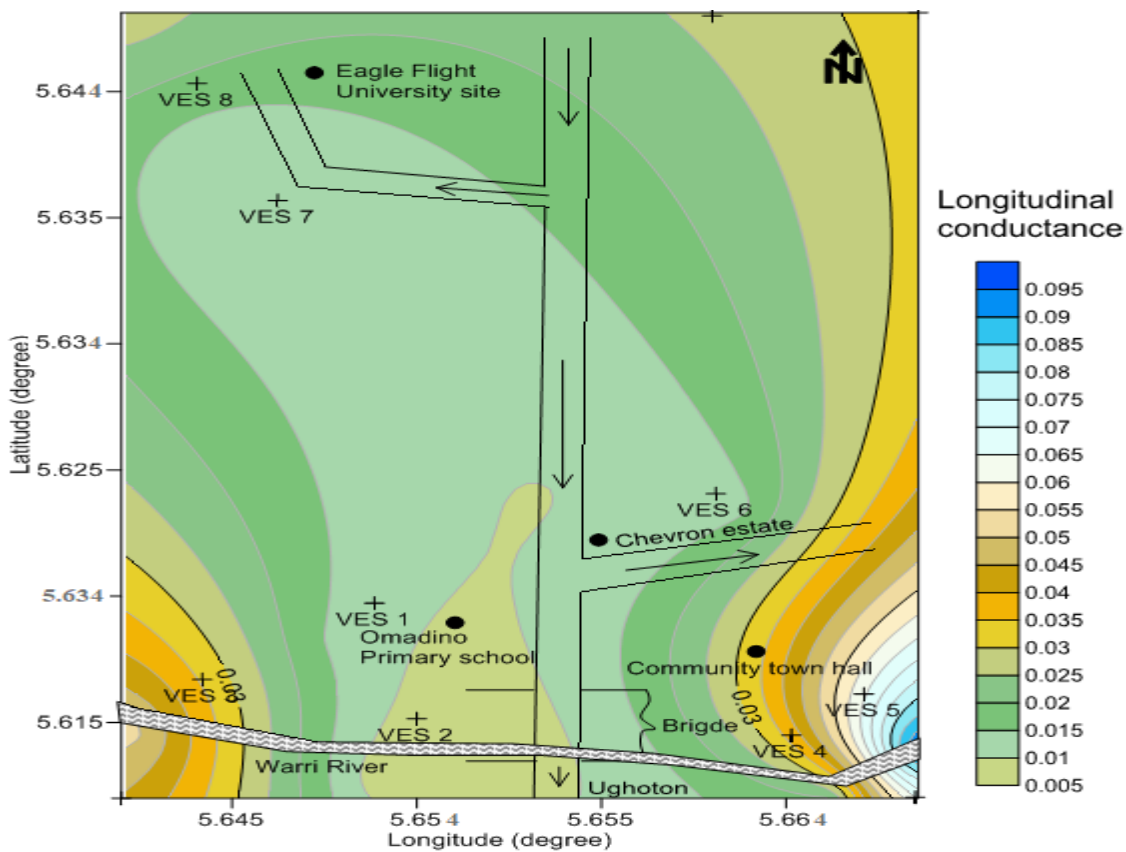 Eagle Flight
University site
VES 8
N
5.644
VES 7
5.635
Longitudinal
conductance
0.095
0.09
0.085
0.08
0.075
0.07
0.065
0.06
0.055
0.05
0.045
0.04
0.035
0.03
0.025
0.02
0.015
0.01
0.005
5.634
Latitude (degree)
5.625
VES 6
Chevron estate
5.634
VES 1
Omadino
Primary school
Community town hall
0.03
VES
0.03
VES 5
5.615
VES 2
Brigde
VES 4
Warri River
Ughoton
5.645
5.654
5.655
5.664
Longitude (degree)